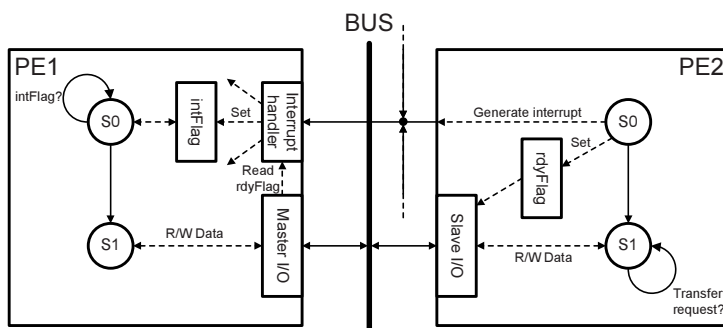 BUS
PE1
PE2
intFlag?
S0
intFlag
Set
Interrupt
handler
Generate interrupt
S0
Set
rdyFlag
Read
rdyFlag
S1
R/W Data
Master I/O
Slave I/O
R/W Data
S1
Transfer
request?